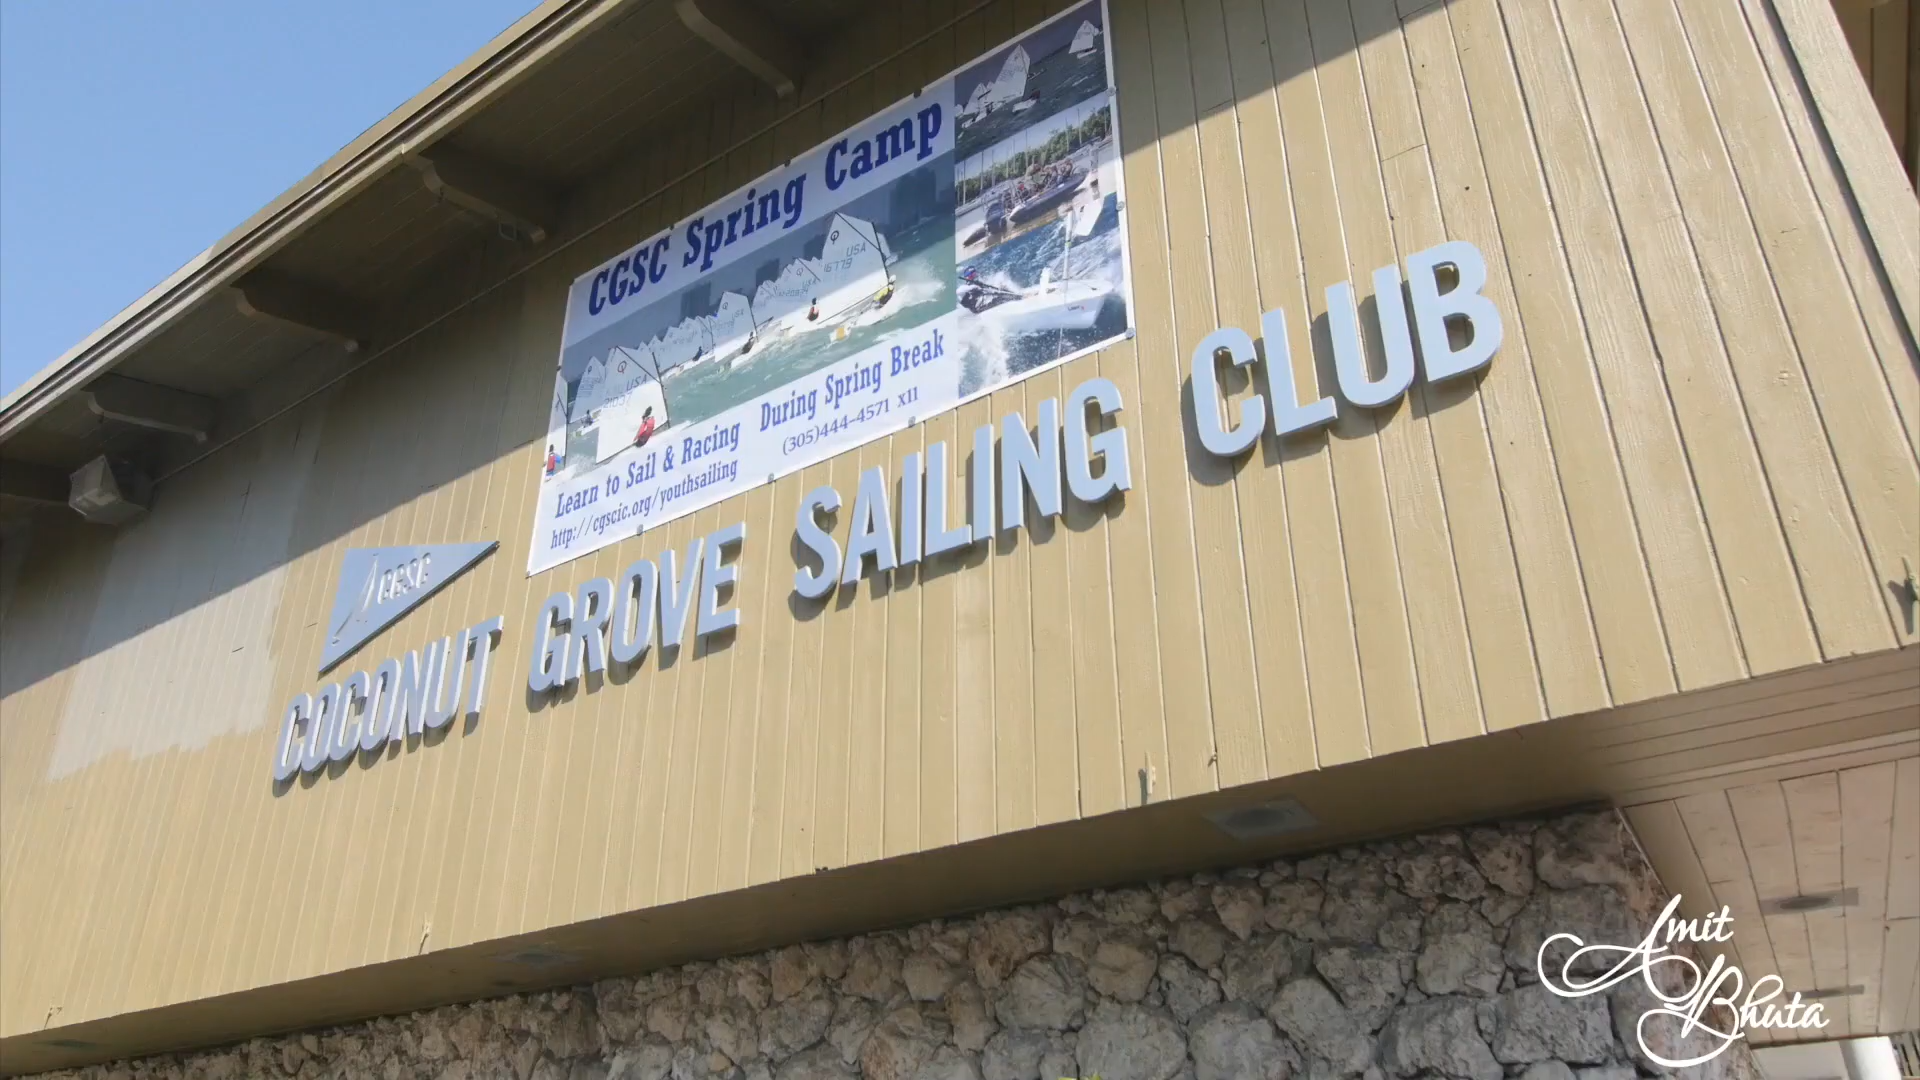 CGSC Spring Camp
USA
16779
USA
Learn to Sail & Racing
During Spring Break
http://cgscic.org/youthsailing
(305)444-4571 x11
CGSC
COCONUT GROVE SAILING CLUB
Amit
Bhuta